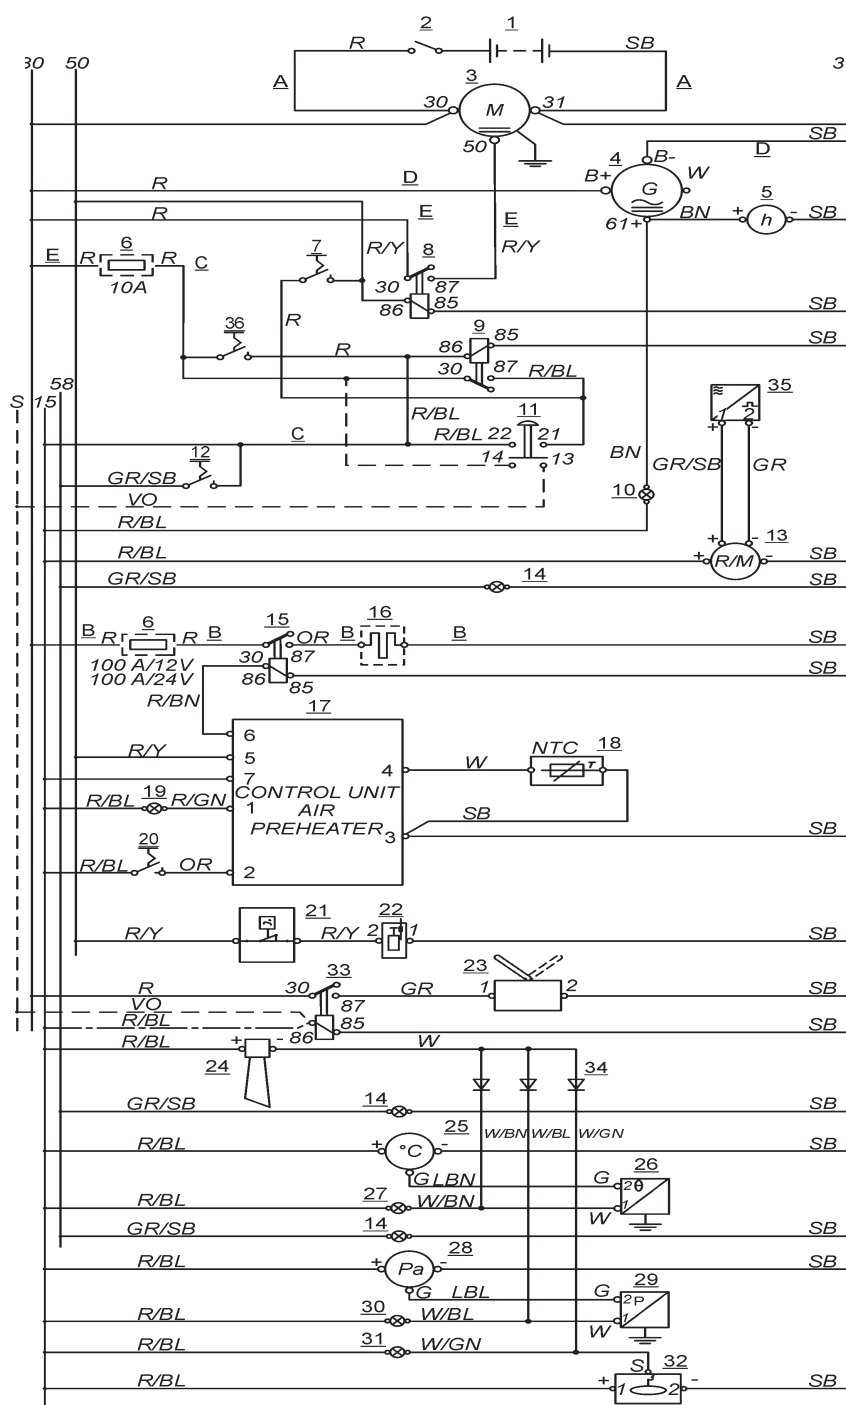 2 1
R SB
30 50 3 3
A A
30 M 31
50 SB
4 B- D
B+ G W
R D 5
R E E BN + h - SB
61+
E R 6 R C 7 R/Y 8 R/Y
10A 30 87
86 85 SB
R
36 9 85
R 86 SB
30 87 R/BL
58 35
S 15 R/BL 11 1 2
C R/BL 22 21 + -
12 14 13 BN GR/SB GR
GR/SB
VO 10
R/BL + - 13
R/BL + R/M - SB
GR/SB 14 SB
B R 6 R B 15 OR B 16 B SB
100 A/12V 30 87
100 A/24V 86 85 SB
R/BN
17
6
R/Y 5 4 W NTC 18
7 T
R/BL 19 R/GN 1 CONTROL UNIT
AIR SB
PREHEATER 3 SB
20
R/BL OR 2
21 22
R/Y R/Y 2 1 SB
33 23
R 30 GR 1 2 SB
VO 87
R/BL 86 85 SB
R/BL + - W
24 34
GR/SB 14 SB
25 W/BN W/BL W/GN
R/BL + °C - SB
G LBN G 2 θ 26
R/BL 27 W/BN W 1
GR/SB 14 SB
28
R/BL + Pa - SB
G LBL G 2 P 29
R/BL 30 W/BL W 1
R/BL 31 W/GN
S 32
R/BL + 1 2 - SB